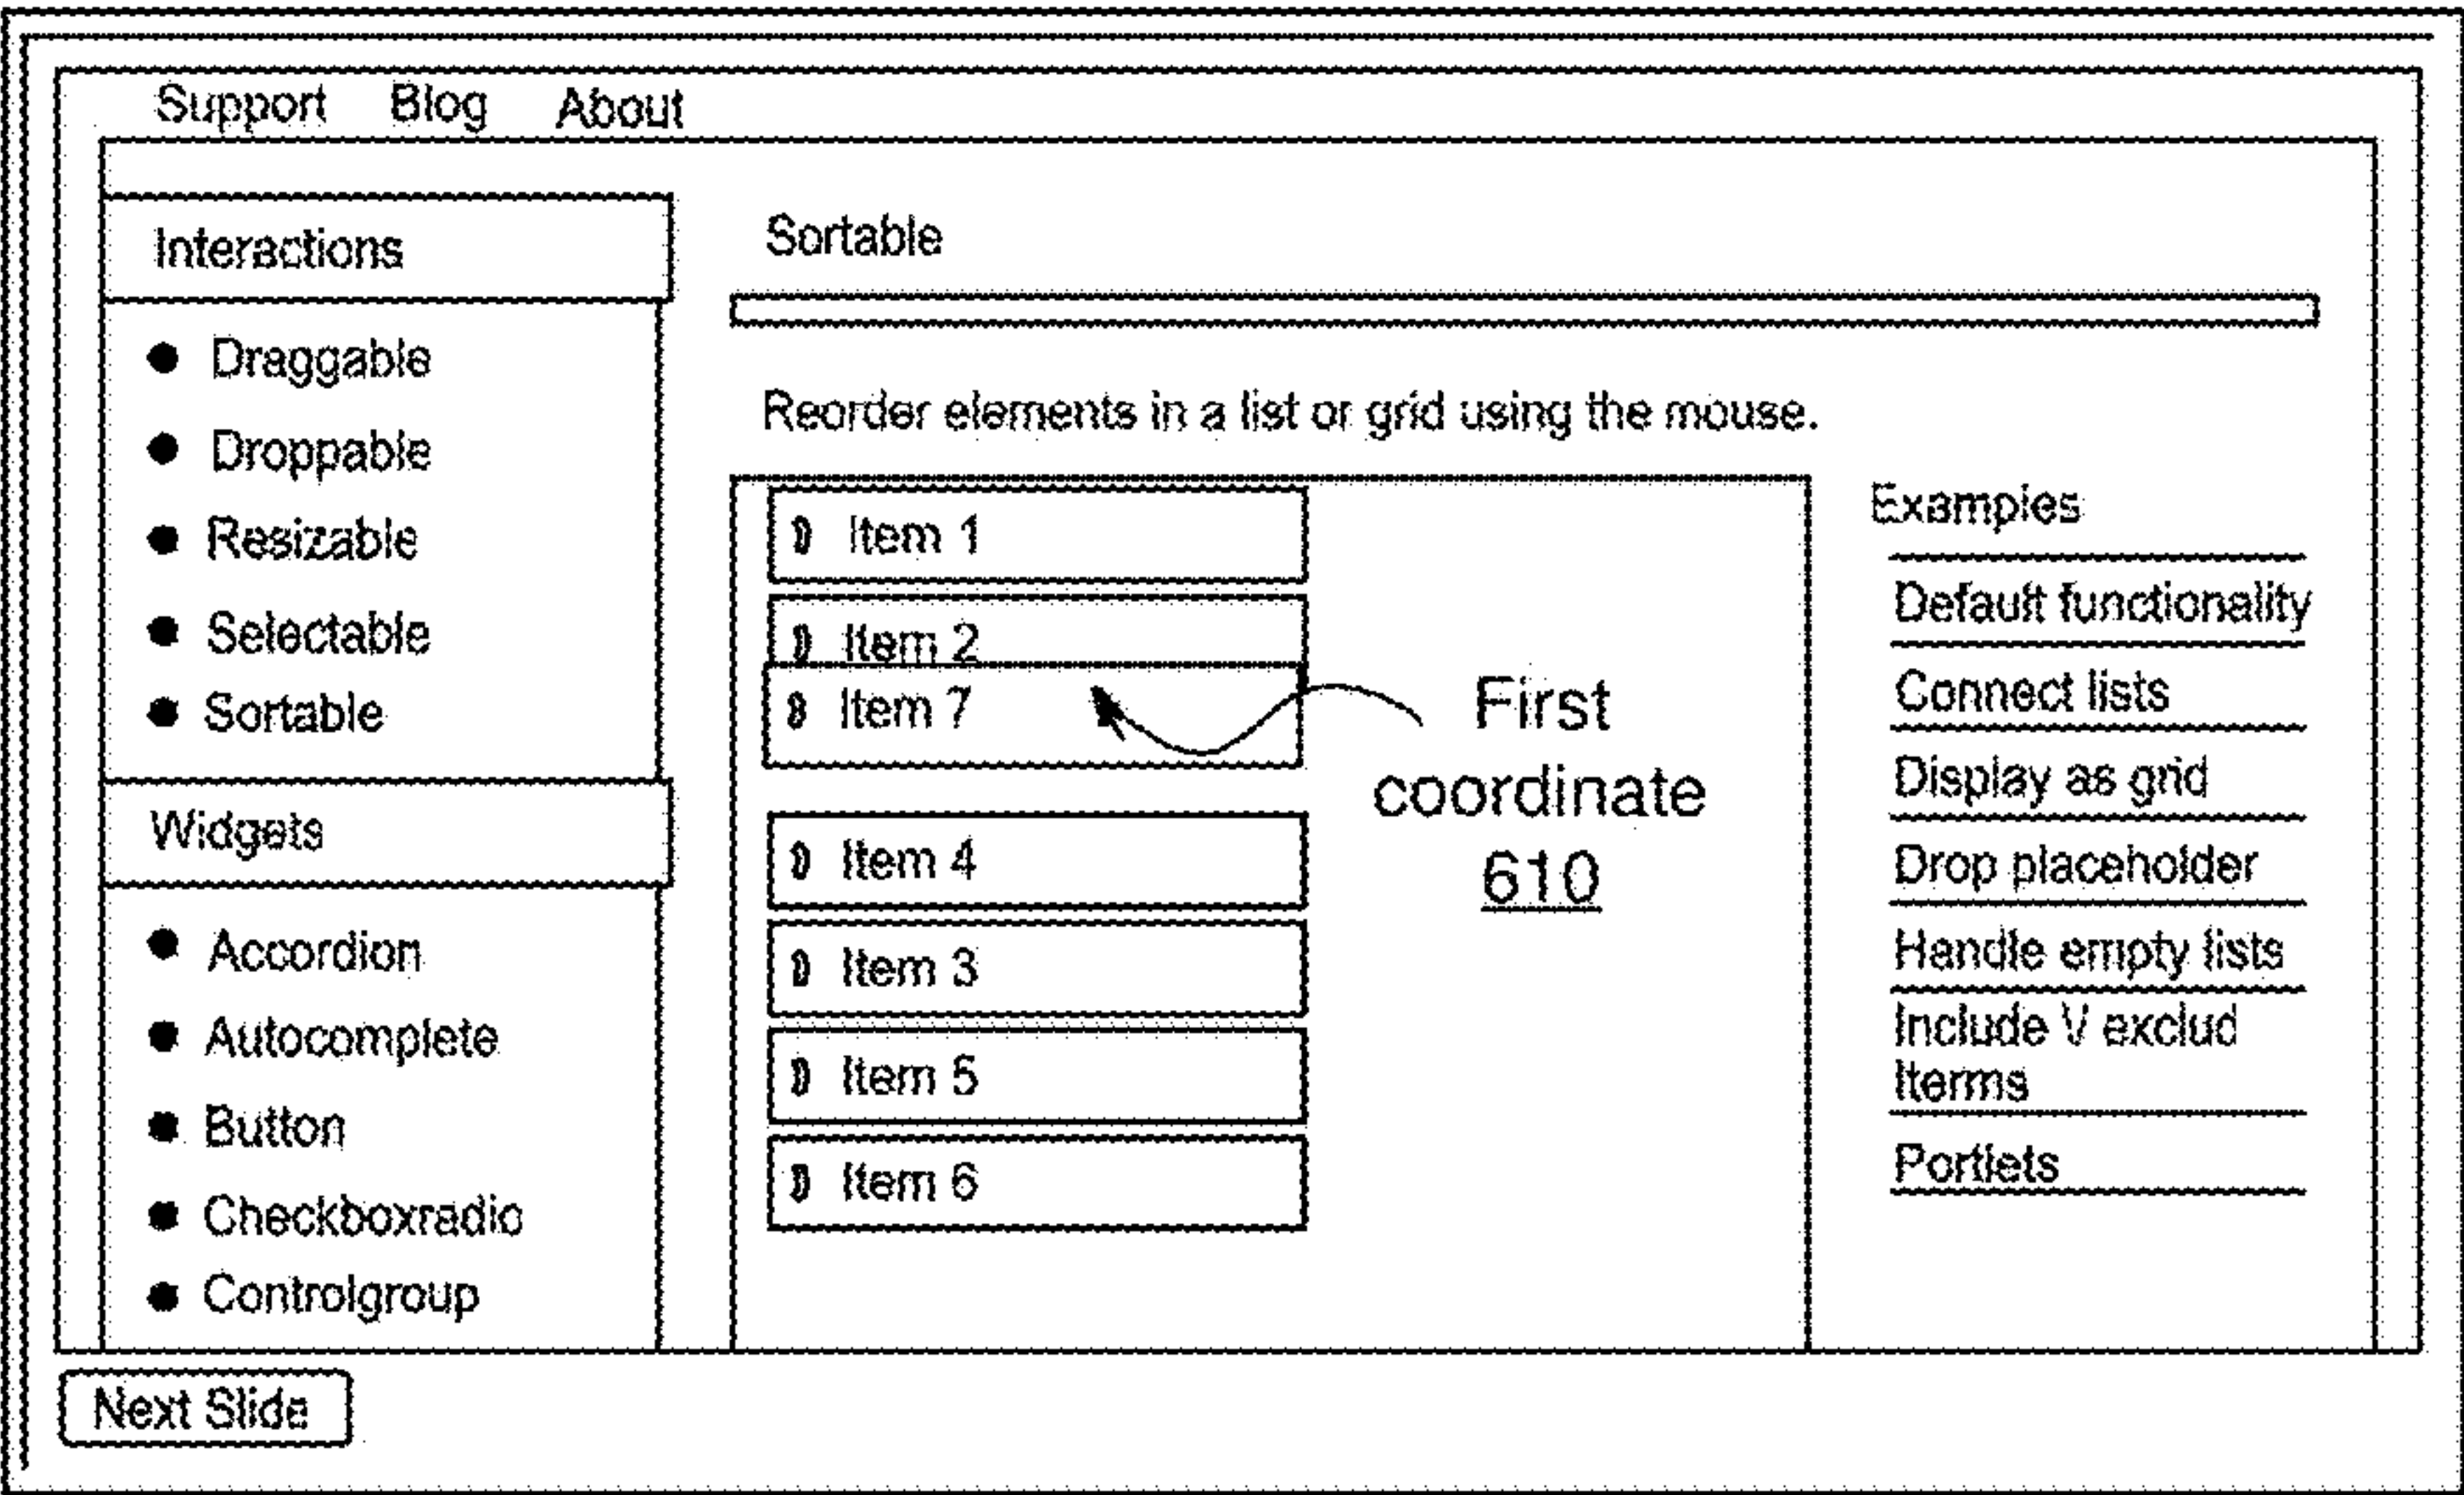 Support Blog About
Interactions
Draggable
Droppable
Resizable
Selectable
Sortable
Widgets
Accordion
Autocomplete
Button
Checkboxradio
Controlgroup
Sortable
Reorder elements in a list or grid using the mouse.
Item 1
Item 2
Item 7
Item 4
Item 3
Item 5
Item 6
First
coordinate
610
Examples
Default functionality
Connect lists
Display as grid
Drop placeholder
Handle empty lists
Include \/ exclud
Iterms
Portlets
Next Slide